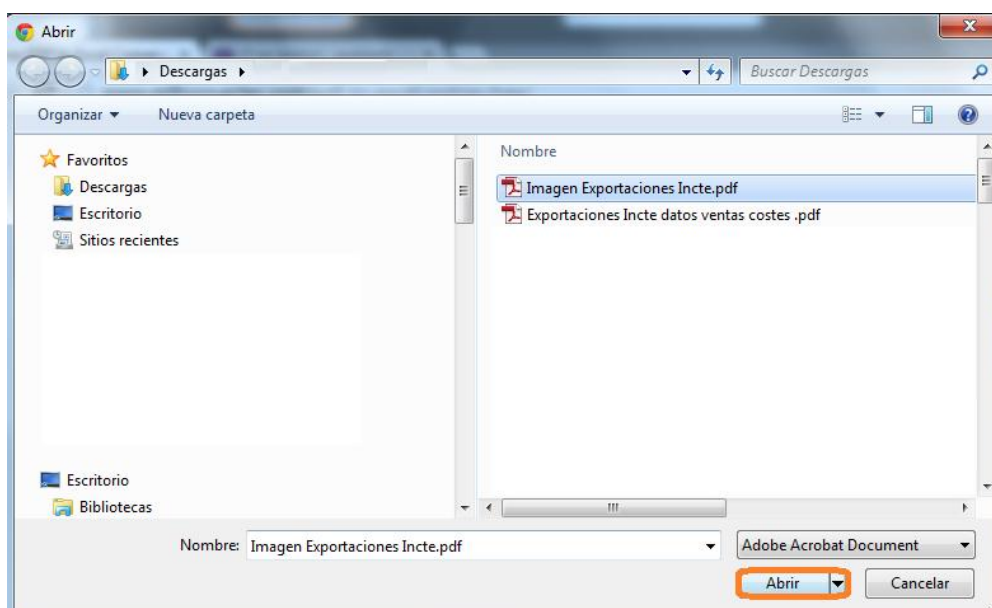 Abrir
Descargas
Buscar Descargas
Organizar
Nueva carpeta
Favoritos
Descargas
Escritorio
Sitios recientes
Escritorio
Bibliotecas
Nombre
Imagen Exportaciones Incte.pdf
Exportaciones Incte datos ventas costes .pdf
Nombre: Imagen Exportaciones Incte.pdf
Adobe Acrobat Document
Abrir
Cancelar